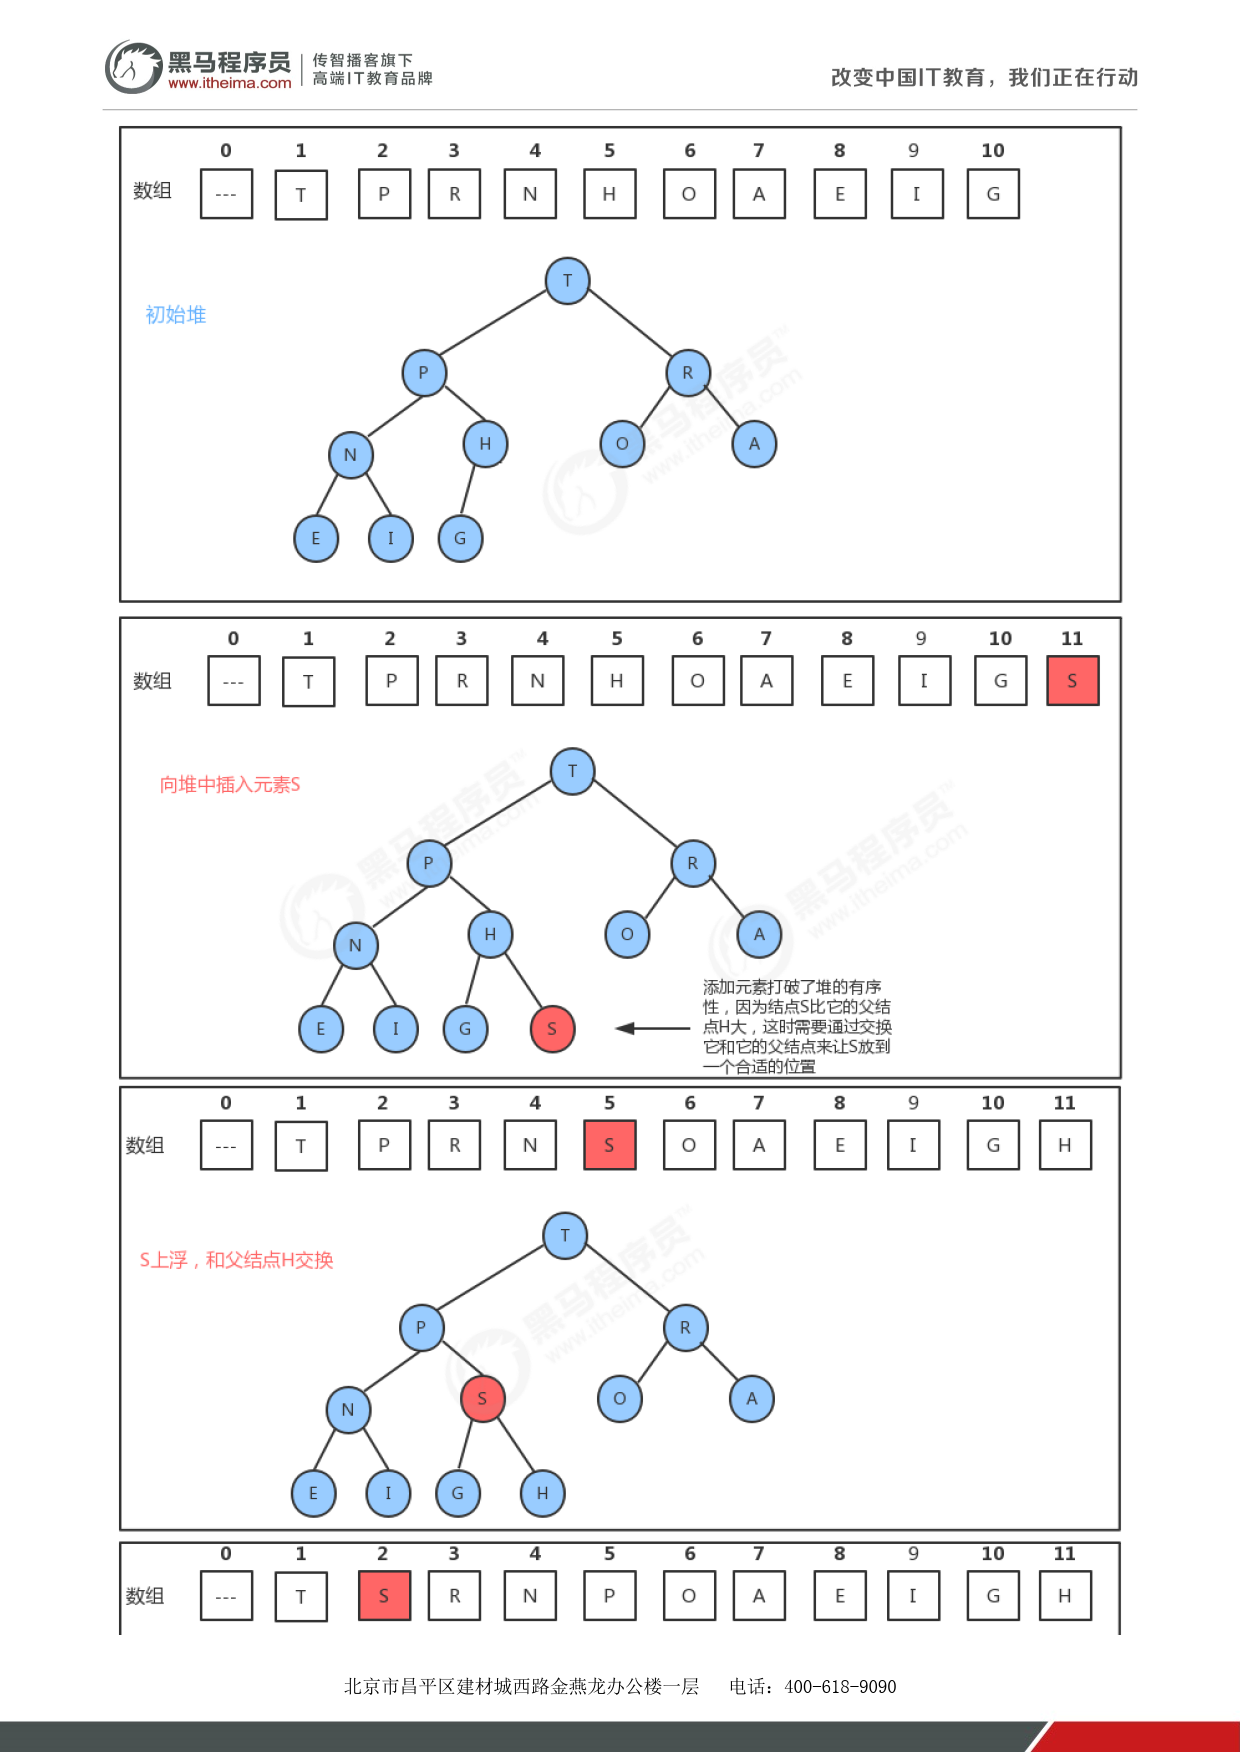 黑马程序员
www.itheima.com
传智播客旗下
高端IT教育品牌
改变中国IT教育，我们正在行动
0 1 2 3 4 5 6 7 8 9 10
数组 --- T P R N H O A E I G
初始堆
T
P R
N H O A
E I G
0 1 2 3 4 5 6 7 8 9 10 11
数组 --- T P R N H O A E I G S
向堆中插入元素S
T
P R
N H O A
E I G S
添加元素打破了堆的有序
性，因为结点S比它的父结
点H大，这时需要通过交换
它和它的父结点来让S放到
一个合适的位置
0 1 2 3 4 5 6 7 8 9 10 11
数组 --- T P R N S O A E I G H
S上浮，和父结点H交换
T
P R
N S O A
E I G H
0 1 2 3 4 5 6 7 8 9 10 11
数组 --- T S R N P O A E I G H
北京市昌平区建材城西路金燕龙办公楼一层 电话：400-618-9090